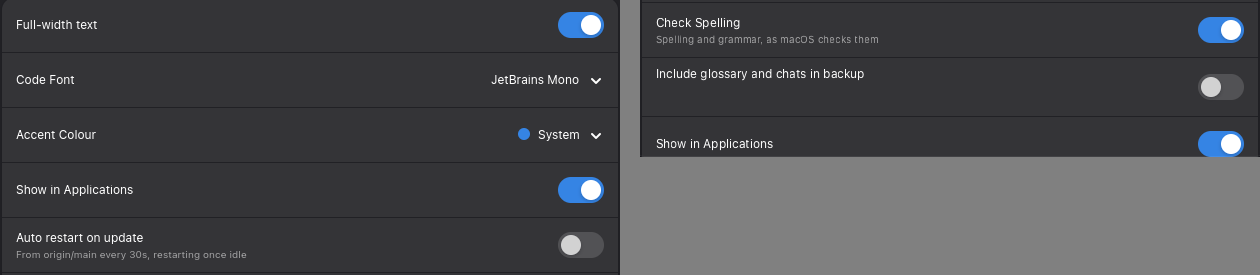 Full-width text
Code Font
JetBrains Mono
Accent Colour
System
Show in Applications
Auto restart on update
From origin/main every 30s, restarting once idle
Check Spelling
Spelling and grammar, as macOS checks them
Include glossary and chats in backup
Show in Applications